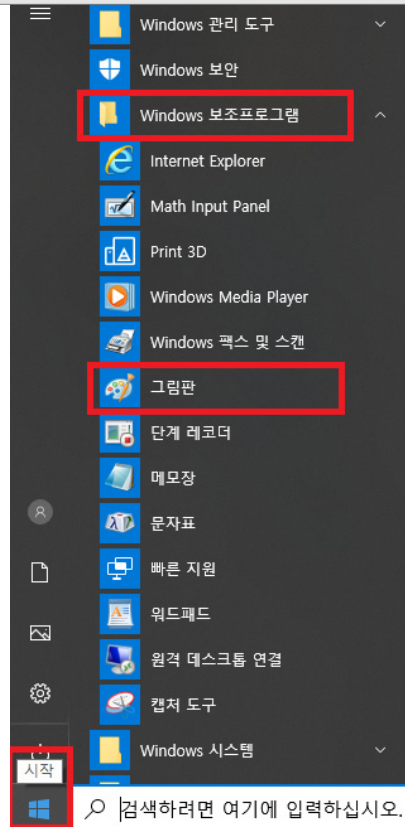 Windows 관리 도구
Windows 보안
Windows 보조프로그램
Internet Explorer
Math Input Panel
Print 3D
Windows Media Player
Windows 팩스 및 스캔
그림판
단계 레코더
메모장
문자표
빠른 지원
워드패드
원격 데스크톱 연결
캡처 도구
Windows 시스템
시작
검색하려면 여기에 입력하십시오.